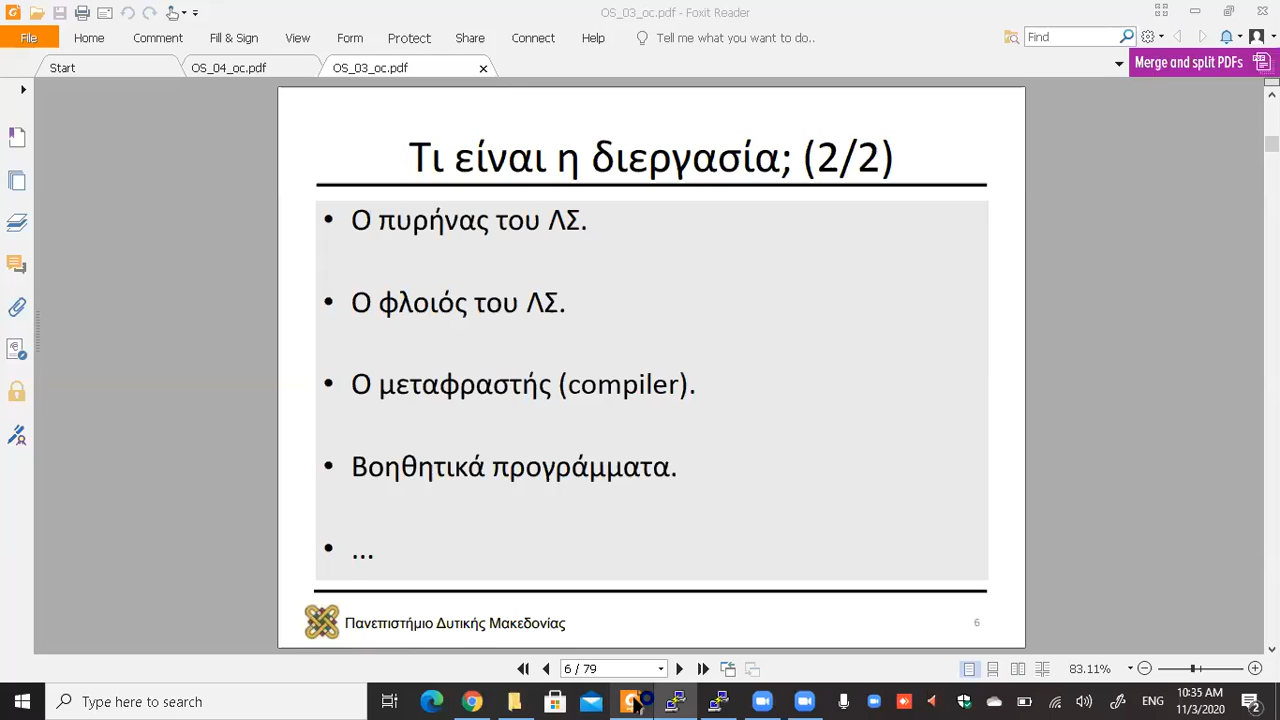 OS_03_oc.pdf - Foxit Reader
File Home Comment Fill & Sign View Form Protect Share Connect Help Tell me what you want to do.. Find
Start OS_04_oc.pdf OS_03_oc.pdf Merge and split PDFs
Τι είναι η διεργασία; (2/2)
• Ο πυρήνας του ΛΣ.
• Ο φλοιός του ΛΣ.
• Ο μεταφραστής (compiler).
• Βοηθητικά προγράμματα.
• ...
Πανεπιστήμιο Δυτικής Μακεδονίας 6
6 / 79 83.11%
Type here to search ENG 10:35 AM
11/3/2020 2